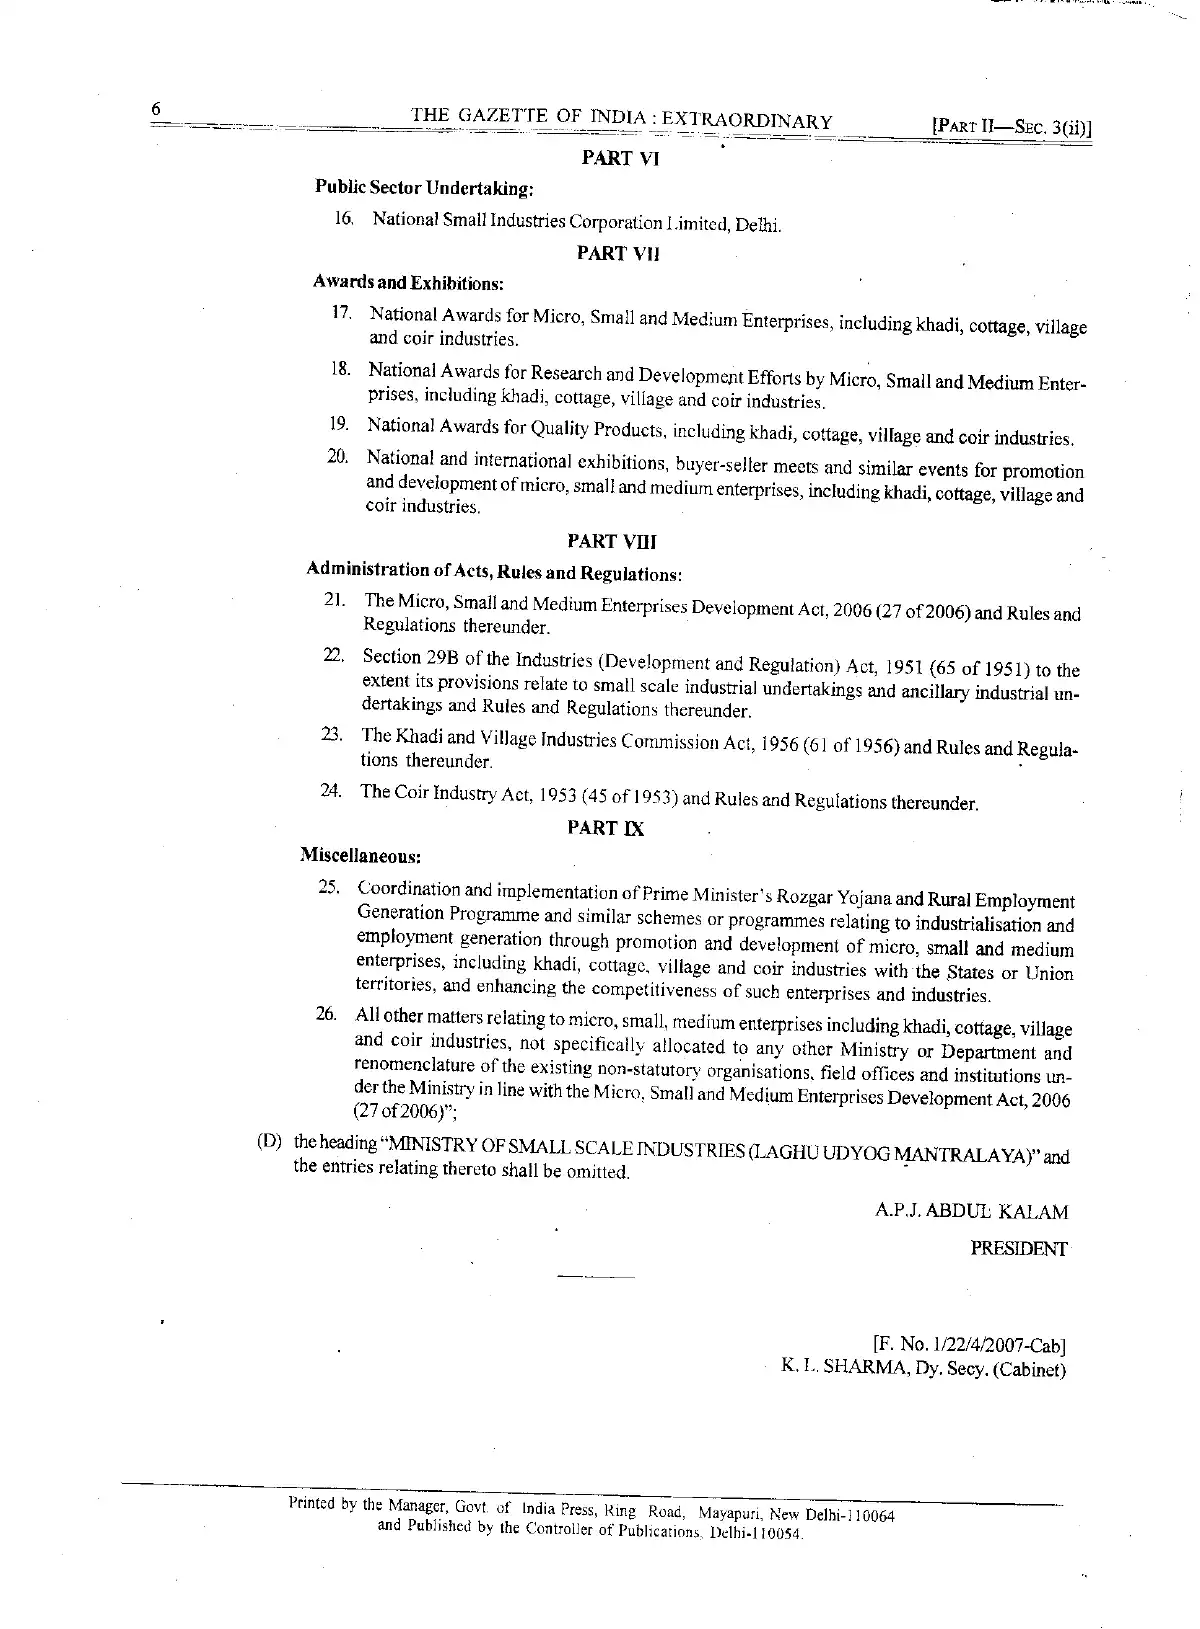 6 THE GAZETTE OF INDIA : EXTRAORDINARY [PART II—SEC. 3(ii)]
PART VI
Public Sector Undertaking:
16. National Small Industries Corporation Limited, Delhi.
PART VII
Awards and Exhibitions:
17. National Awards for Micro, Small and Medium Enterprises, including khadi, cottage, village
and coir industries.
18. National Awards for Research and Development Efforts by Micro, Small and Medium Enter-
prises, including khadi, cottage, village and coir industries.
19. National Awards for Quality Products, including khadi, cottage, village and coir industries.
20. National and international exhibitions, buyer-seller meets and similar events for promotion
and development of micro, small and medium enterprises, including khadi, cottage, village and
coir industries.
PART VIII
Administration of Acts, Rules and Regulations:
21. The Micro, Small and Medium Enterprises Development Act, 2006 (27 of 2006) and Rules and
Regulations thereunder.
22. Section 29B of the Industries (Development and Regulation) Act, 1951 (65 of 1951) to the
extent its provisions relate to small scale industrial undertakings and ancillary industrial un-
dertakings and Rules and Regulations thereunder.
23. The Khadi and Village Industries Commission Act, 1956 (61 of 1956) and Rules and Regula-
tions thereunder.
24. The Coir Industry Act, 1953 (45 of 1953) and Rules and Regulations thereunder.
PART IX
Miscellaneous:
25. Coordination and implementation of Prime Minister's Rozgar Yojana and Rural Employment
Generation Programme and similar schemes or programmes relating to industrialisation and
employment generation through promotion and development of micro, small and medium
enterprises, including khadi, cottage, village and coir industries with the States or Union
territories, and enhancing the competitiveness of such enterprises and industries.
26. All other matters relating to micro, small, medium enterprises including khadi, cottage, village
and coir industries, not specifically allocated to any other Ministry or Department and
renomenclature of the existing non-statutory organisations, field offices and institutions un-
der the Ministry in line with the Micro, Small and Medium Enterprises Development Act, 2006
(27 of 2006)";
(D) the heading "MINISTRY OF SMALL SCALE INDUSTRIES (LAGHU UDYOG MANTRALAYA)" and
the entries relating thereto shall be omitted.
A.P.J. ABDUL KALAM
PRESIDENT
[F. No. 1/22/4/2007-Cab]
K. L. SHARMA, Dy. Secy. (Cabinet)
Printed by the Manager, Govt. of India Press, Ring Road, Mayapuri, New Delhi-110064
and Published by the Controller of Publications, Delhi-110054.